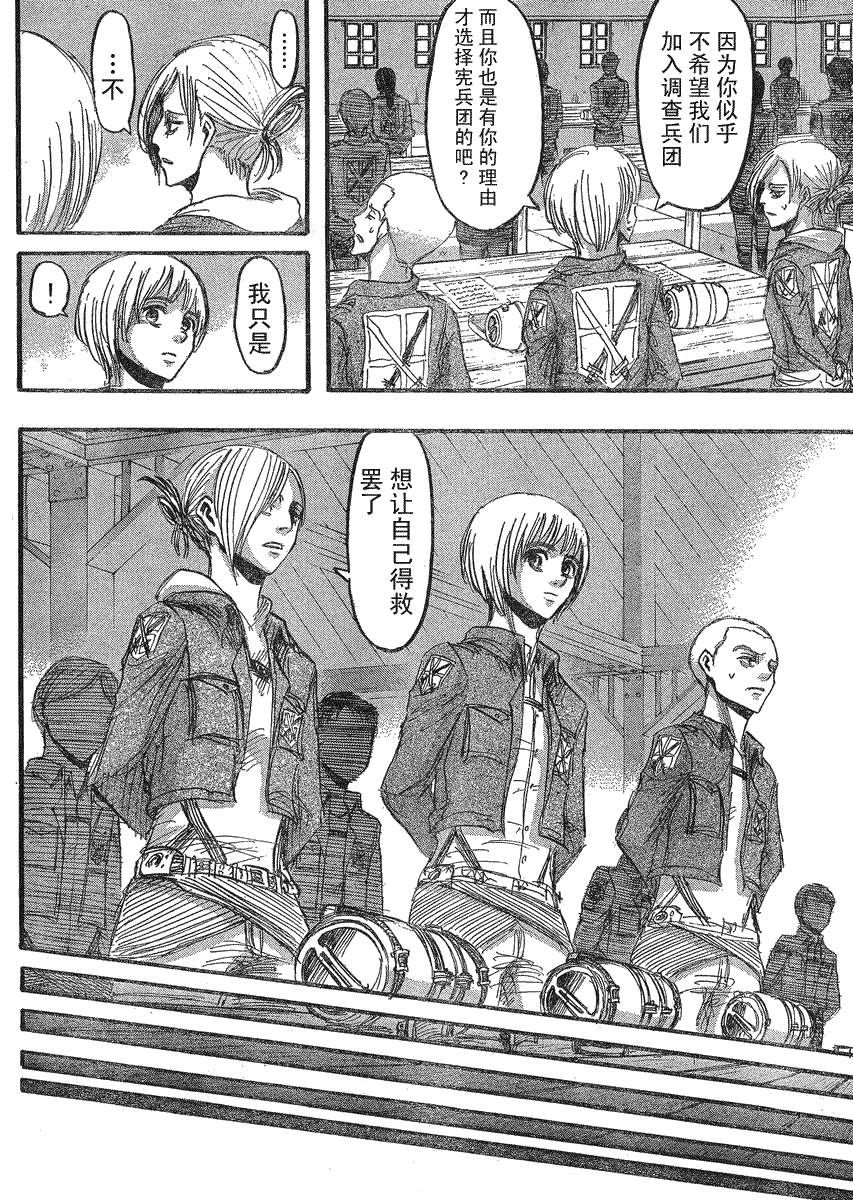 因为你似乎
不希望我们
加入调查兵团
而且你也是有你的理由
才选择宪兵团的吧？
……
…不
我只是
！
想让自己得救
罢了